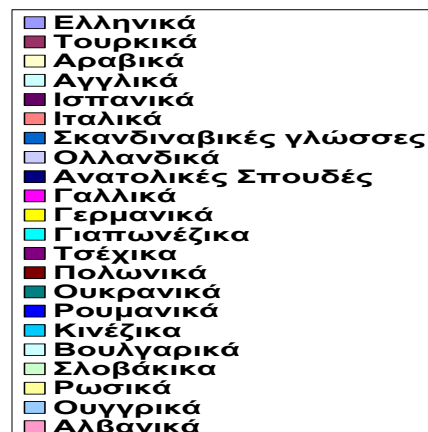 Ελληνικά
Τουρκικά
Αραβικά
Αγγλικά
Ισπανικά
Ιταλικά
Σκανδιναβικές γλώσσες
Ολλανδικά
Ανατολικές Σπουδές
Γαλλικά
Γερμανικά
Γιαπωνέζικα
Τσέχικα
Πολωνικά
Ουκρανικά
Ρουμανικά
Κινέζικα
Βουλγαρικά
Σλοβάκικα
Ρωσικά
Ουγγρικά
Αλβανικά